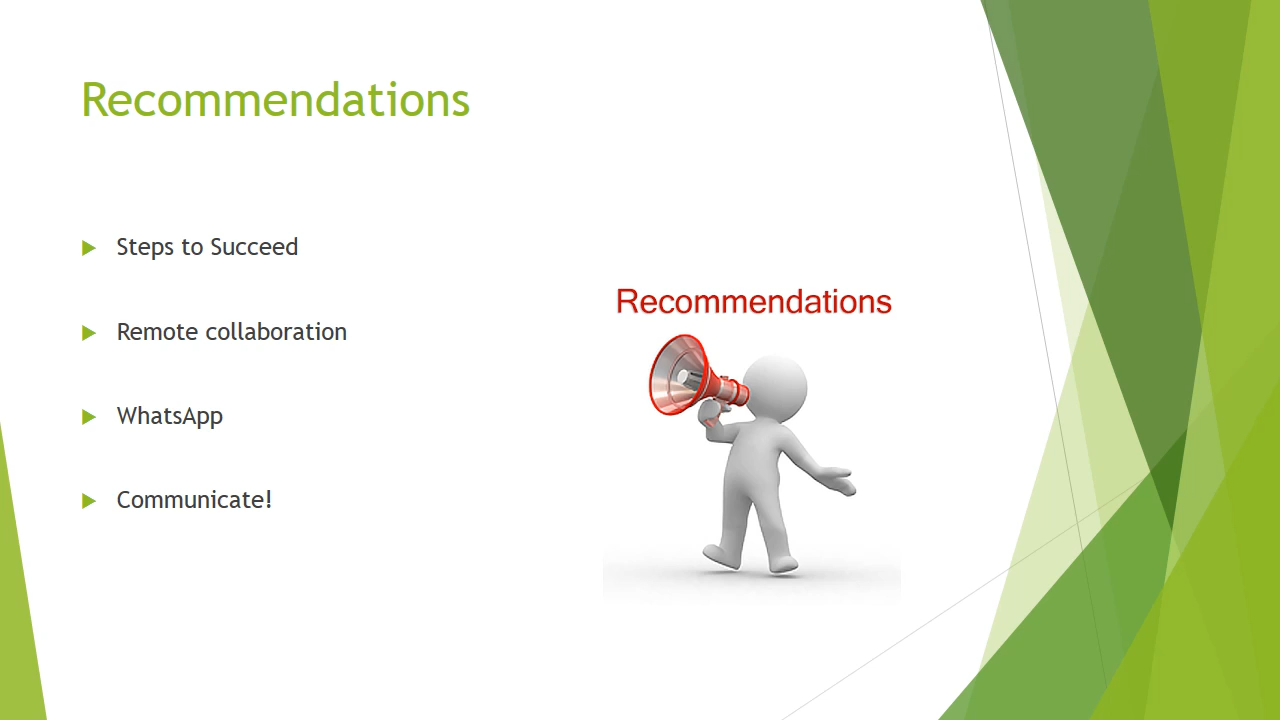 Recommendations
Steps to Succeed
Remote collaboration
WhatsApp
Communicate!
Recommendations